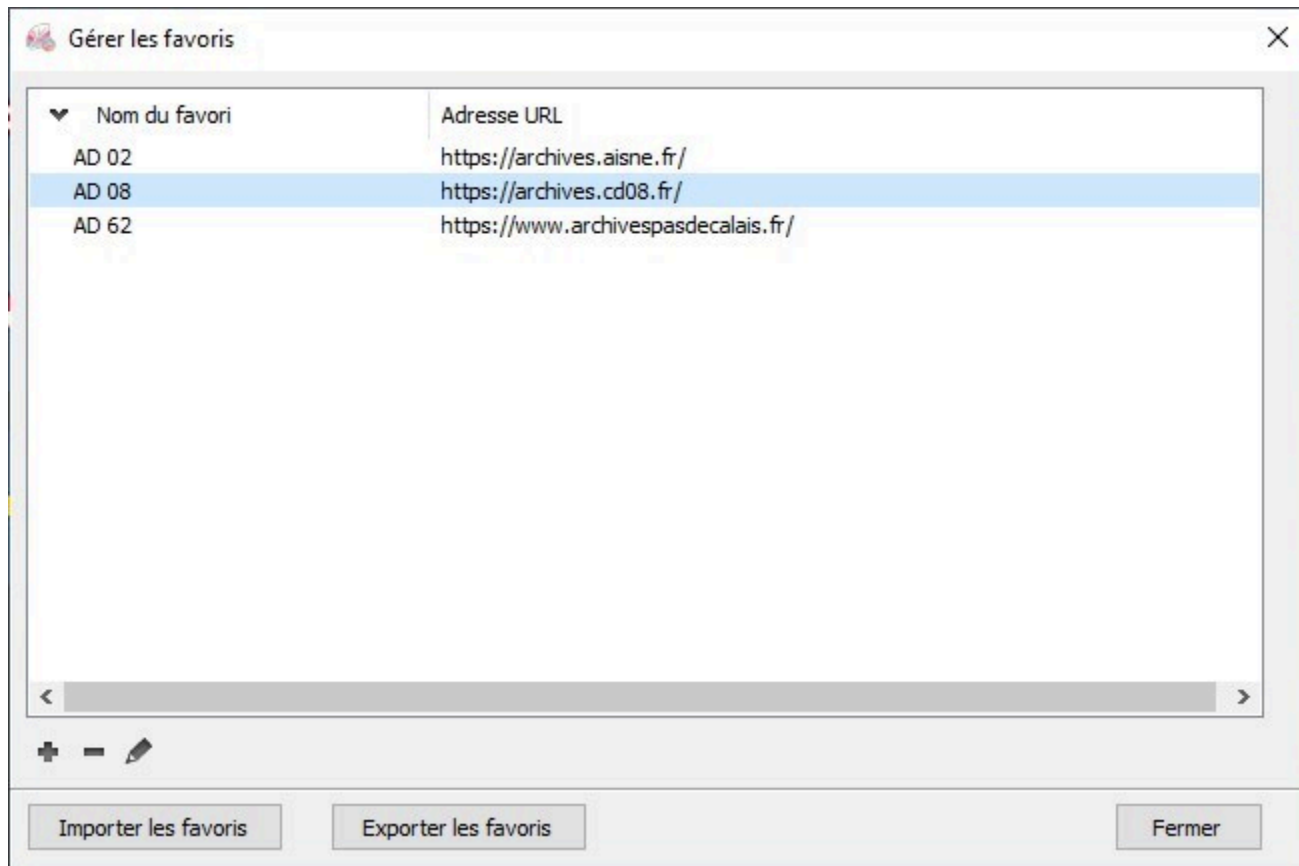 Gérer les favoris
Nom du favori Adresse URL
AD 02 https://archives.aisne.fr/
AD 08 https://archives.cd08.fr/
AD 62 https://www.archivespasdecalais.fr/
Importer les favoris Exporter les favoris Fermer